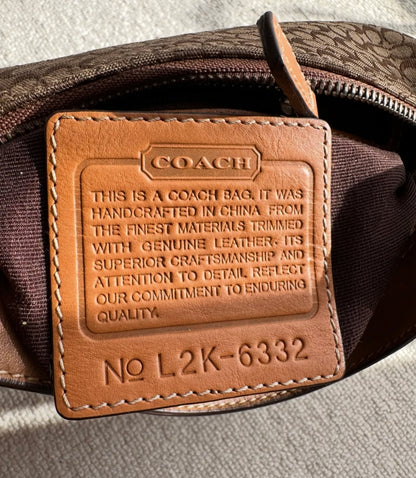 COACH
THIS IS A COACH BAG. IT WAS
HANDCRAFTED IN CHINA FROM
THE FINEST MATERIALS TRIMMED
WITH GENUINE LEATHER. ITS
SUPERIOR CRAFTSMANSHIP AND
ATTENTION TO DETAIL REFLECT
OUR COMMITMENT TO ENDURING
QUALITY.
No L2K-6332